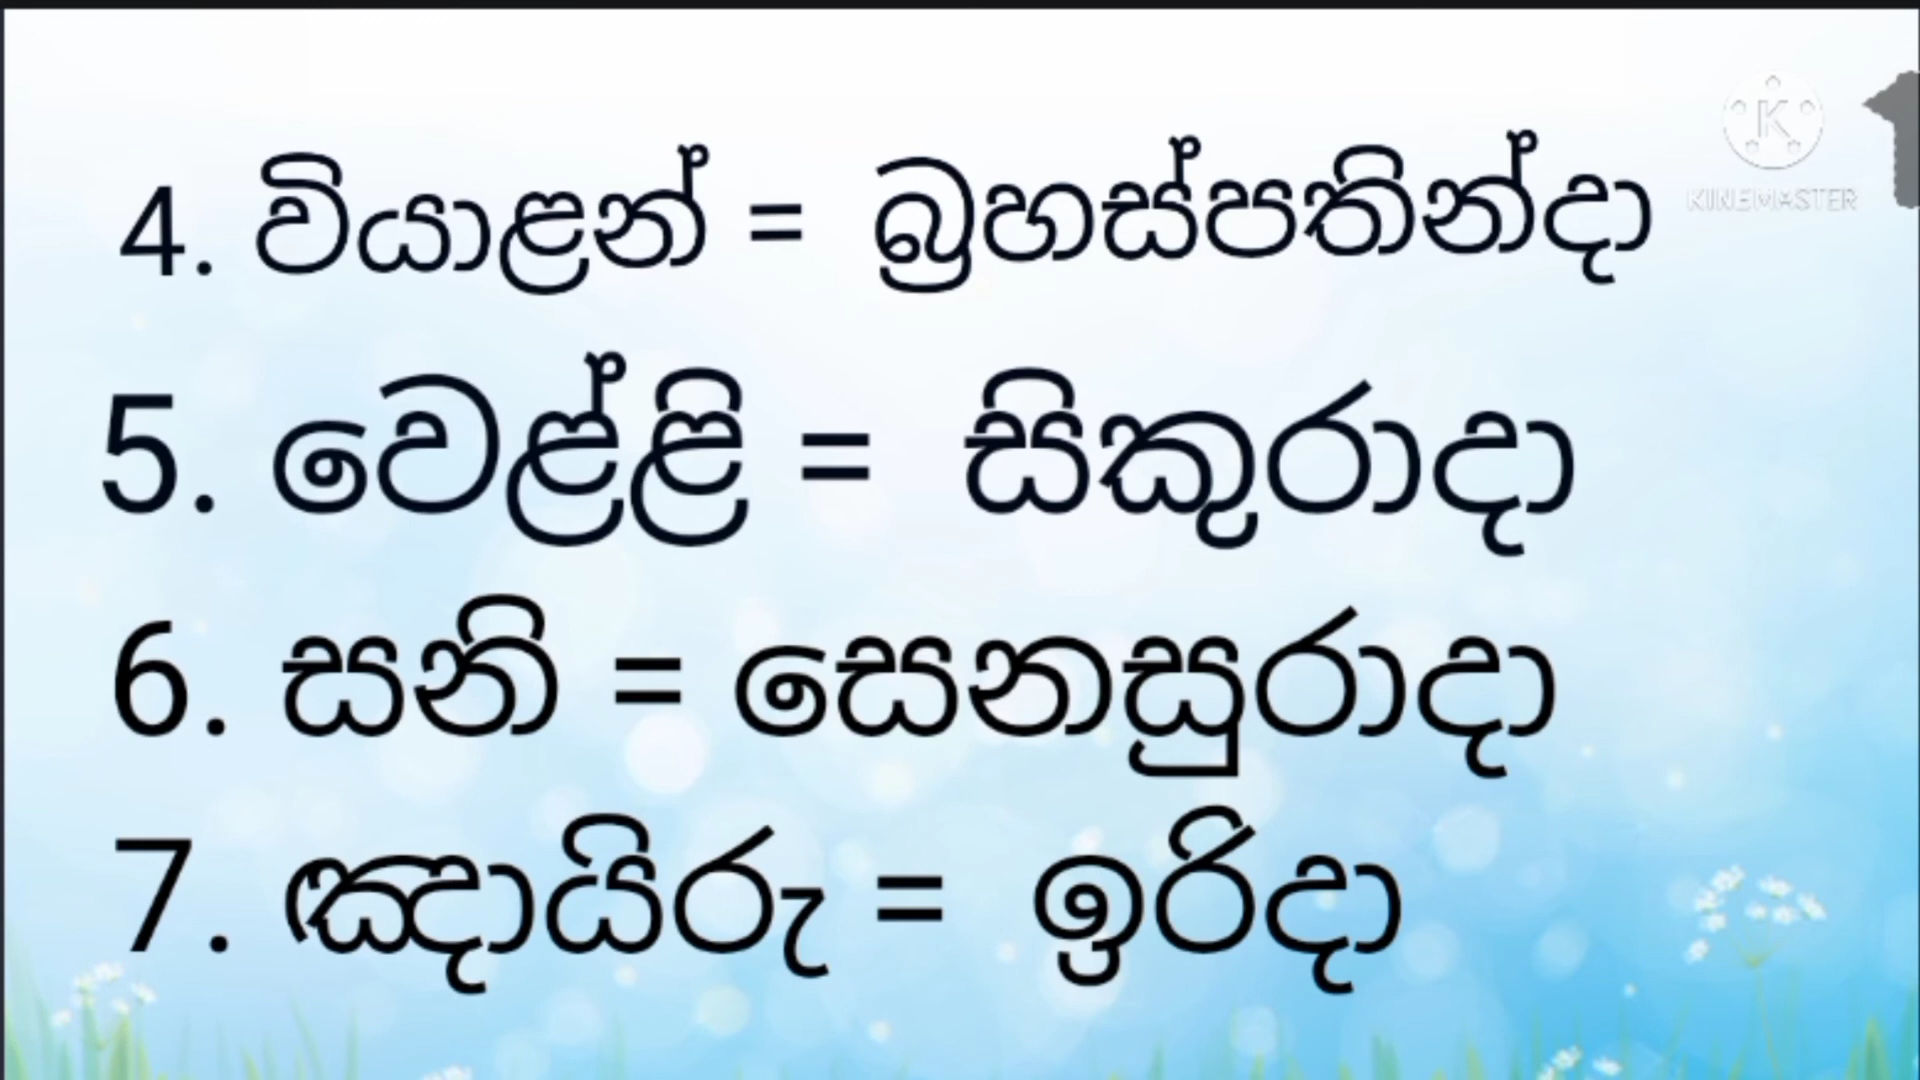 4. වියාළන් = බ්‍රහස්පතින්දා
KINEMASTER
5. වෙළ්ළි = සිකුරාදා
6. සනි = සෙනසුරාදා
7. ඤායිරු = ඉරිදා